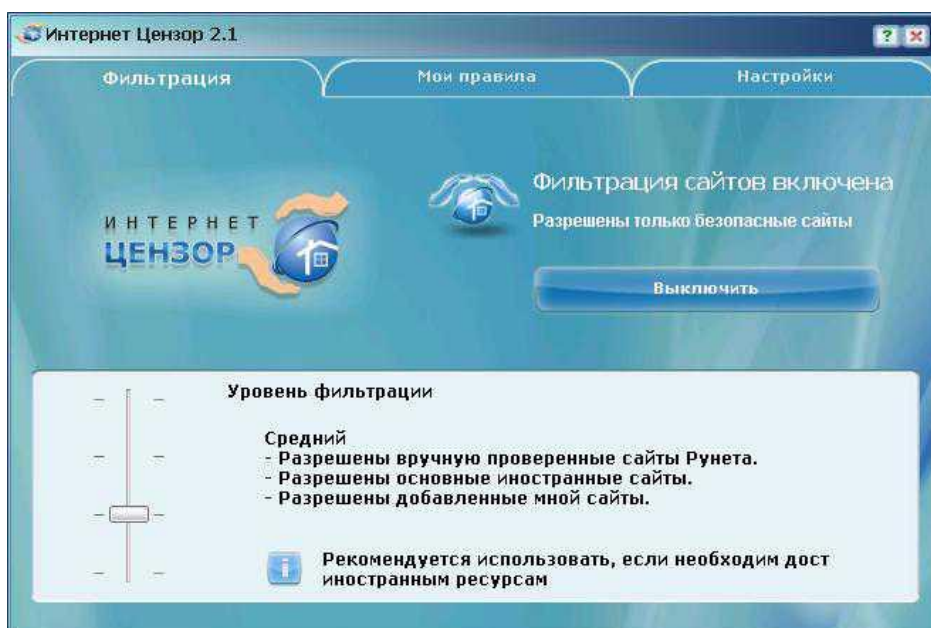 Интернет Цензор 2.1
Фильтрация
Мои правила
Настройки
ИНТЕРНЕТ
ЦЕНЗОР
Фильтрация сайтов включена
Разрешены только безопасные сайты
Выключить
Уровень фильтрации
Средний
- Разрешены вручную проверенные сайты Рунета.
- Разрешены основные иностранные сайты.
- Разрешены добавленные мной сайты.
Рекомендуется использовать, если необходим дост
иностранным ресурсам